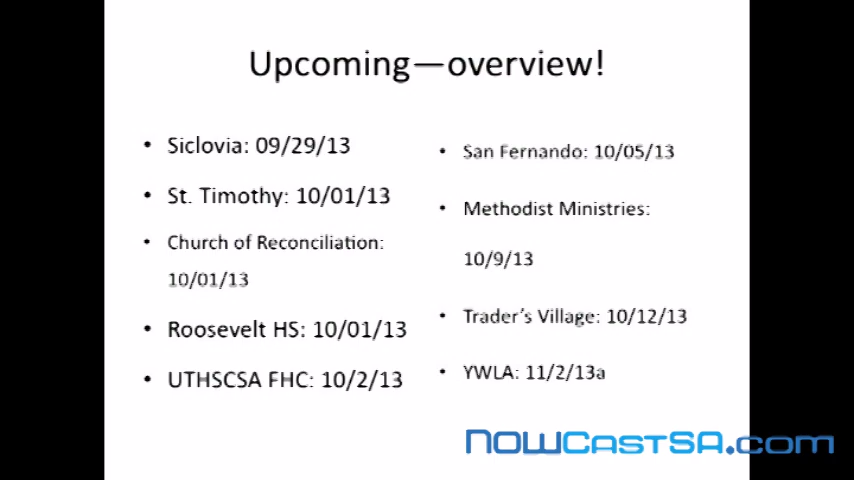 Upcoming—overview!
• Siclovia: 09/29/13
• St. Timothy: 10/01/13
• Church of Reconciliation:
10/01/13
• Roosevelt HS: 10/01/13
• UTHSCSA FHC: 10/2/13
• San Fernando: 10/05/13
• Methodist Ministries:
10/9/13
• Trader's Village: 10/12/13
• YWLA: 11/2/13a
NOWCASTSA.COM